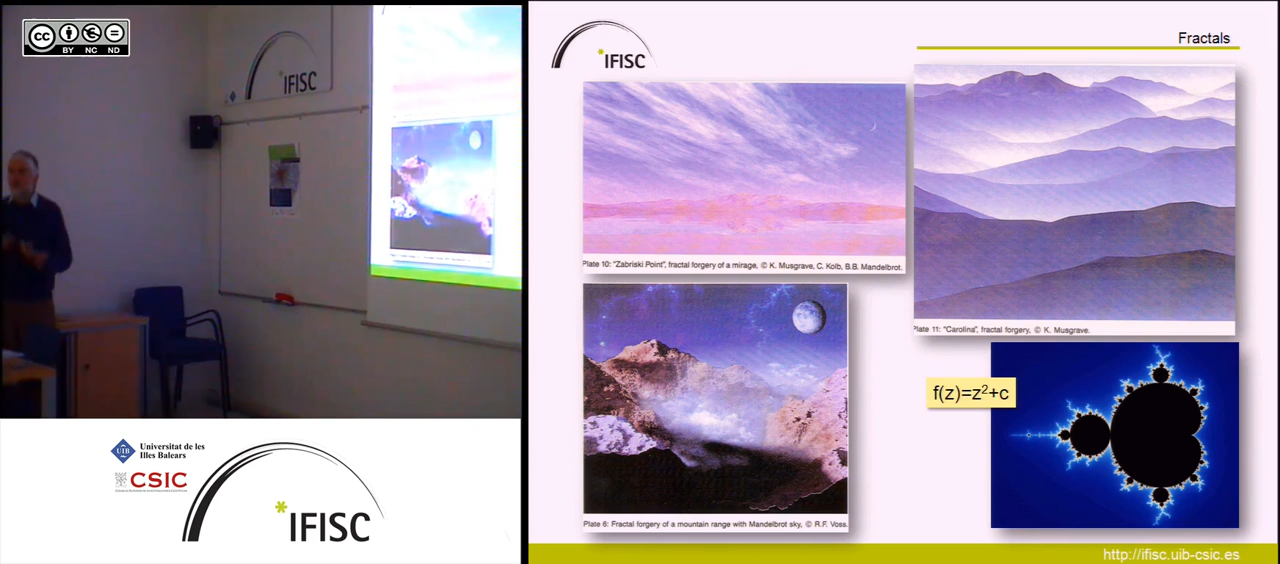 cc
BY NC ND
IFISC
Universitat de les
Illes Balears
UIB
CSIC
IFISC
IFISC
Fractals
Plate 10: "Zabriski Point", fractal forgery of a mirage, © K. Musgrave, C. Kolb, B.B. Mandelbrot.
Plate 11: "Carolina", fractal forgery, © K. Musgrave.
f(z)=z²+c
Plate 6: Fractal forgery of a mountain range with Mandelbrot sky, © R.F. Voss.
http://ifisc.uib-csic.es